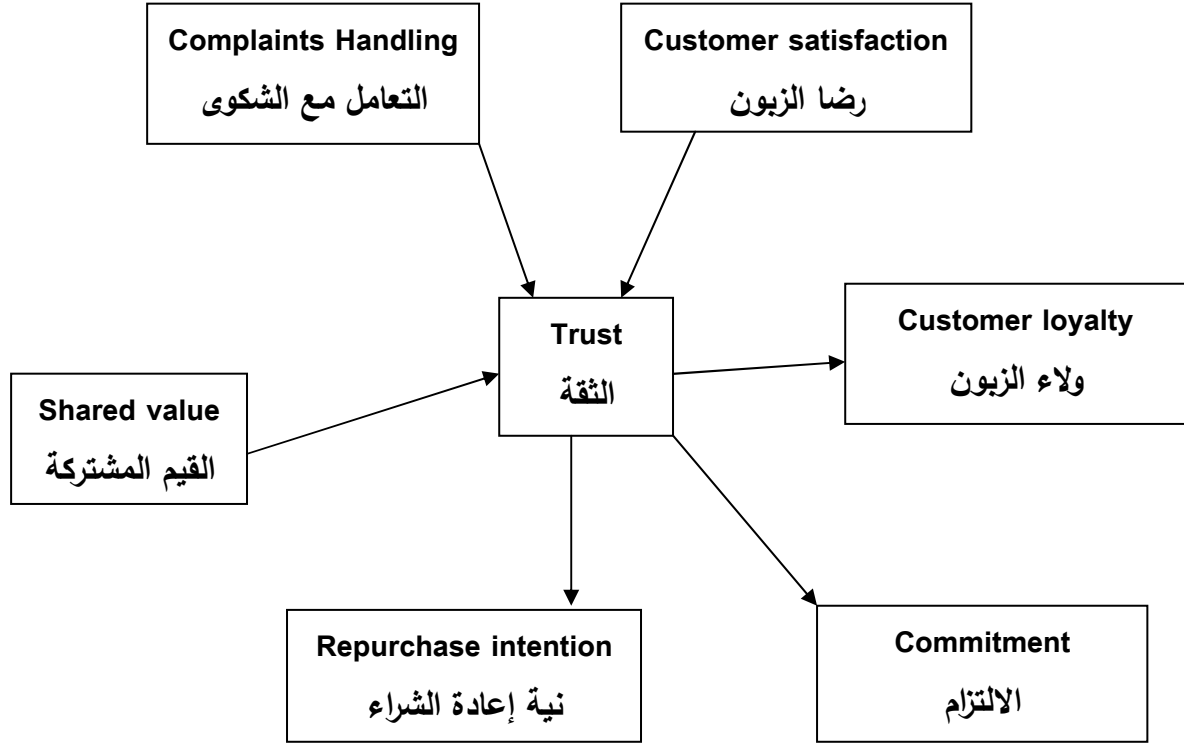 Complaints Handling
التعامل مع الشكوى
Customer satisfaction
رضا الزبون
Trust
الثقة
Customer loyalty
ولاء الزبون
Shared value
القيم المشتركة
Repurchase intention
نية إعادة الشراء
Commitment
الالتزام